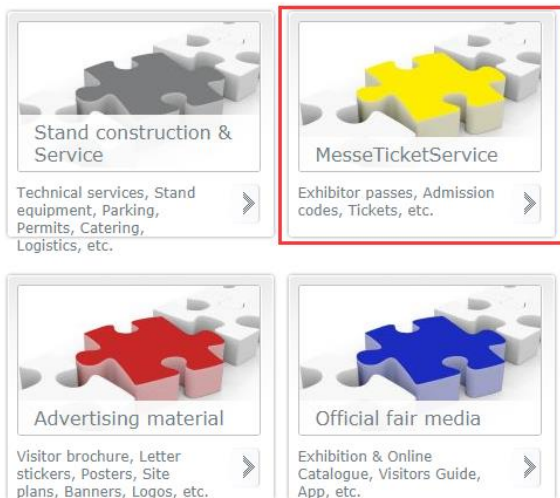 Stand construction &
Service
Technical services, Stand
equipment, Parking,
Permits, Catering,
Logistics, etc.
MesseTicketService
Exhibitor passes, Admission
codes, Tickets, etc.
Advertising material
Visitor brochure, Letter
stickers, Posters, Site
plans, Banners, Logos, etc.
Official fair media
Exhibition & Online
Catalogue, Visitors Guide,
App, etc.